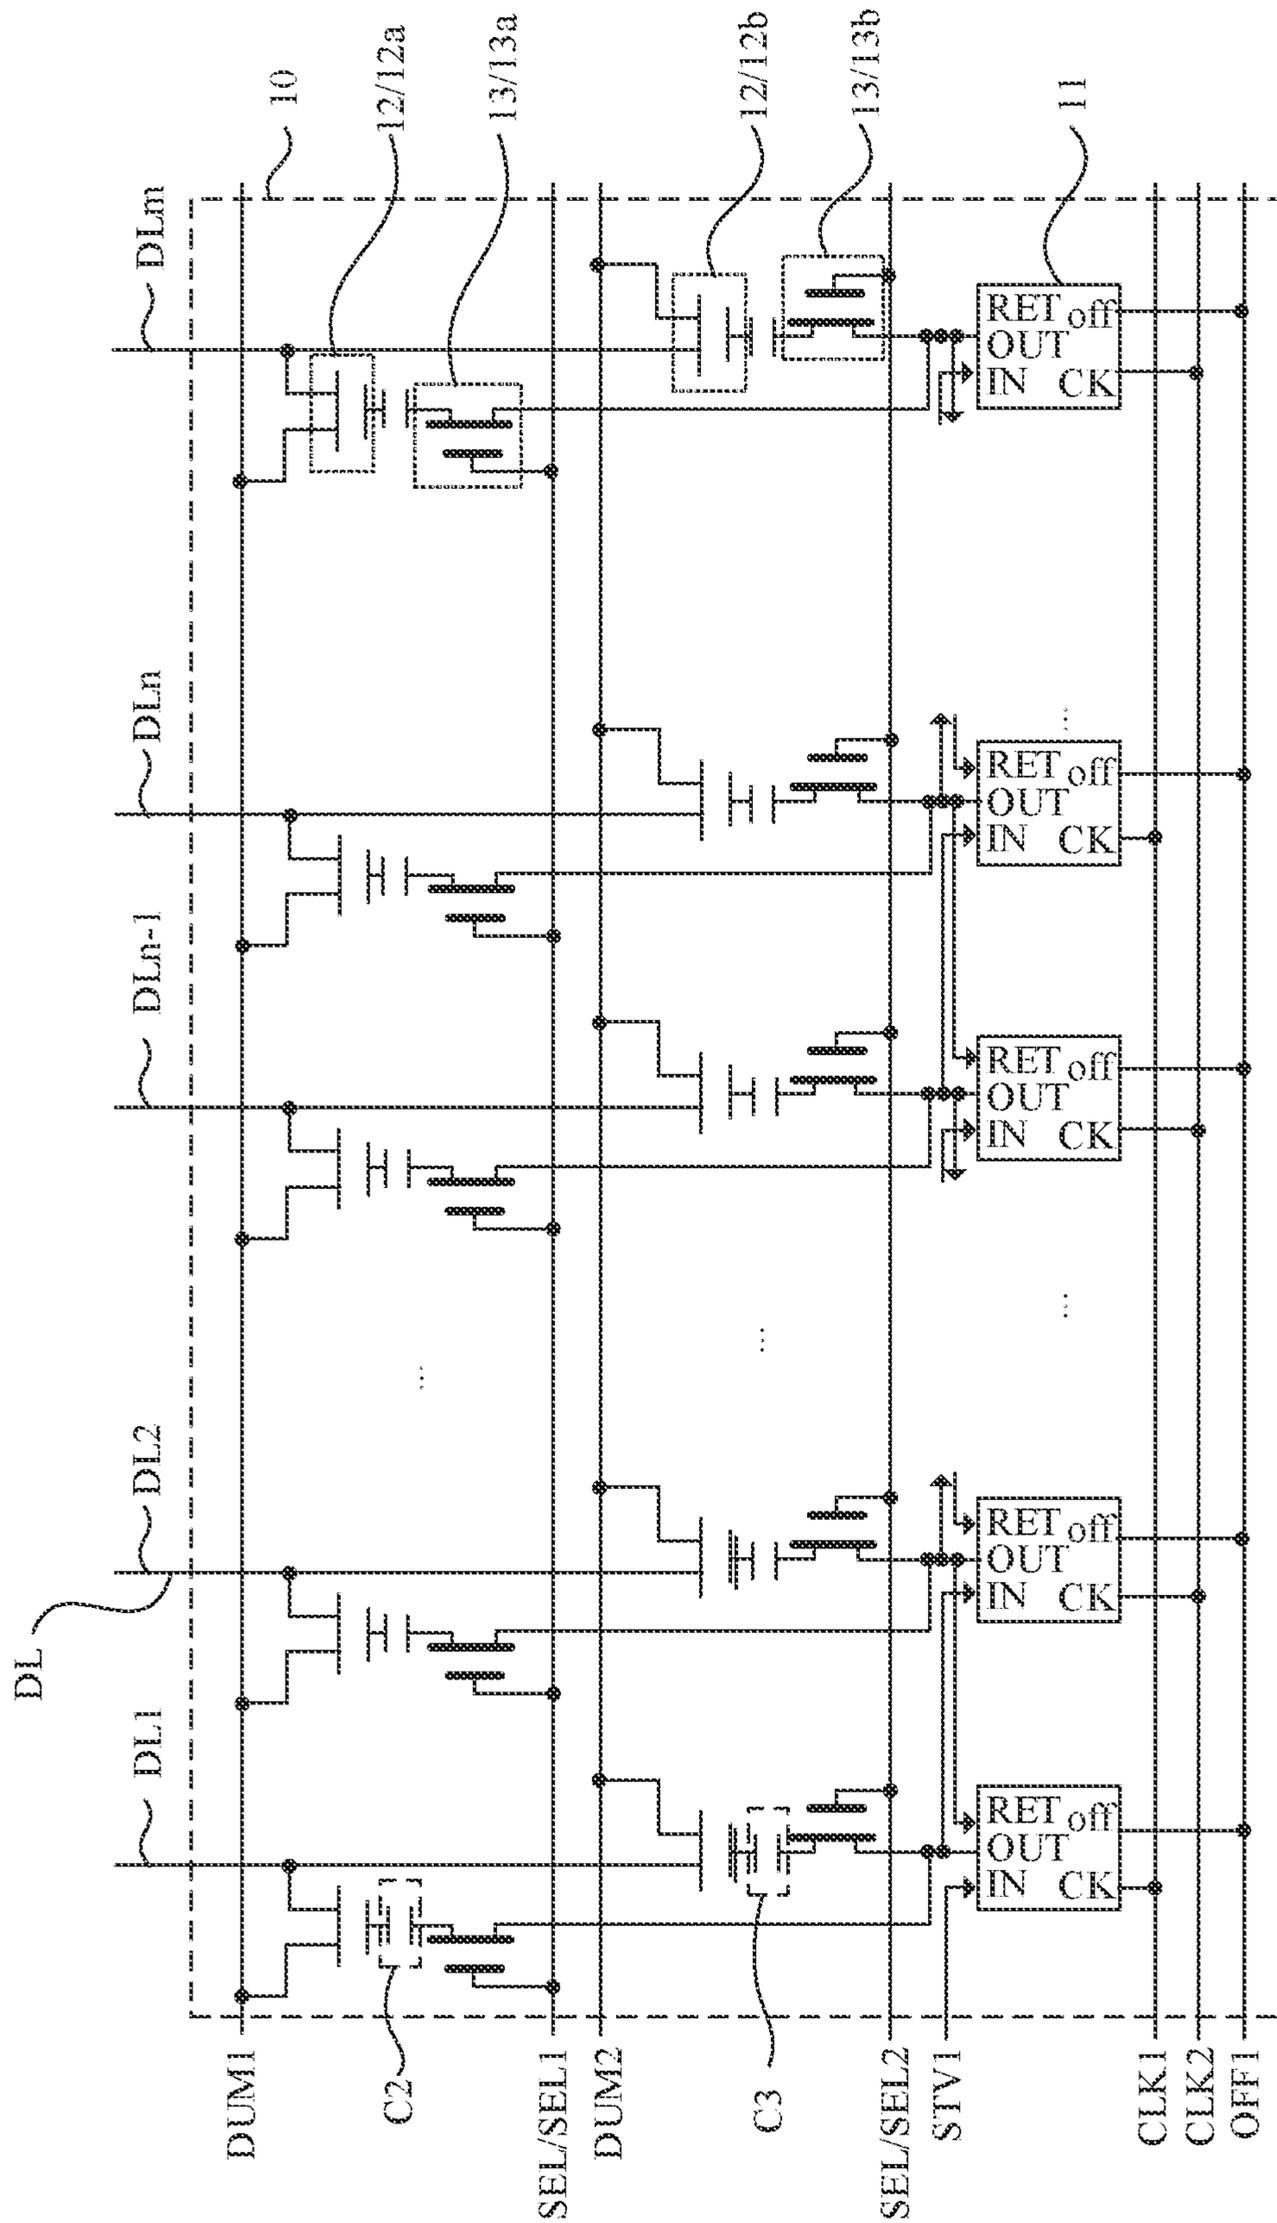 DL
DL1
DL2
DLn-1
DLn
DLm
10
12/12a
13/13a
12/12b
13/13b
11
DUM1
C2
SEL/SEL1
DUM2
C3
SEL/SEL2
STV1
CLK1
CLK2
OFF1
...
...
...
...
IN OUT RET
CK off
IN OUT RET
CK off
IN OUT RET
CK off
IN OUT RET
CK off
IN OUT RET
CK off